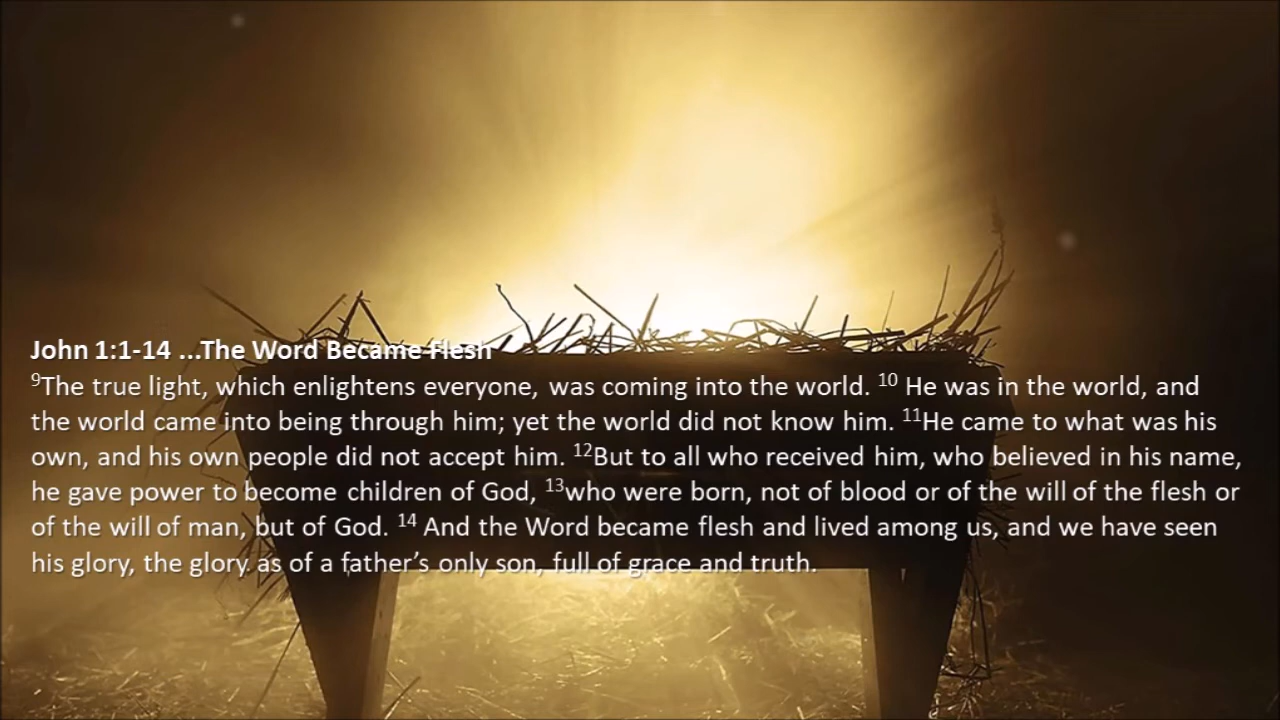 John 1:1-14 ...The Word Became Flesh
⁹The true light, which enlightens everyone, was coming into the world. ¹⁰ He was in the world, and
the world came into being through him; yet the world did not know him. ¹¹He came to what was his
own, and his own people did not accept him. ¹²But to all who received him, who believed in his name,
he gave power to become children of God, ¹³who were born, not of blood or of the will of the flesh or
of the will of man, but of God. ¹⁴ And the Word became flesh and lived among us, and we have seen
his glory, the glory as of a father’s only son, full of grace and truth.